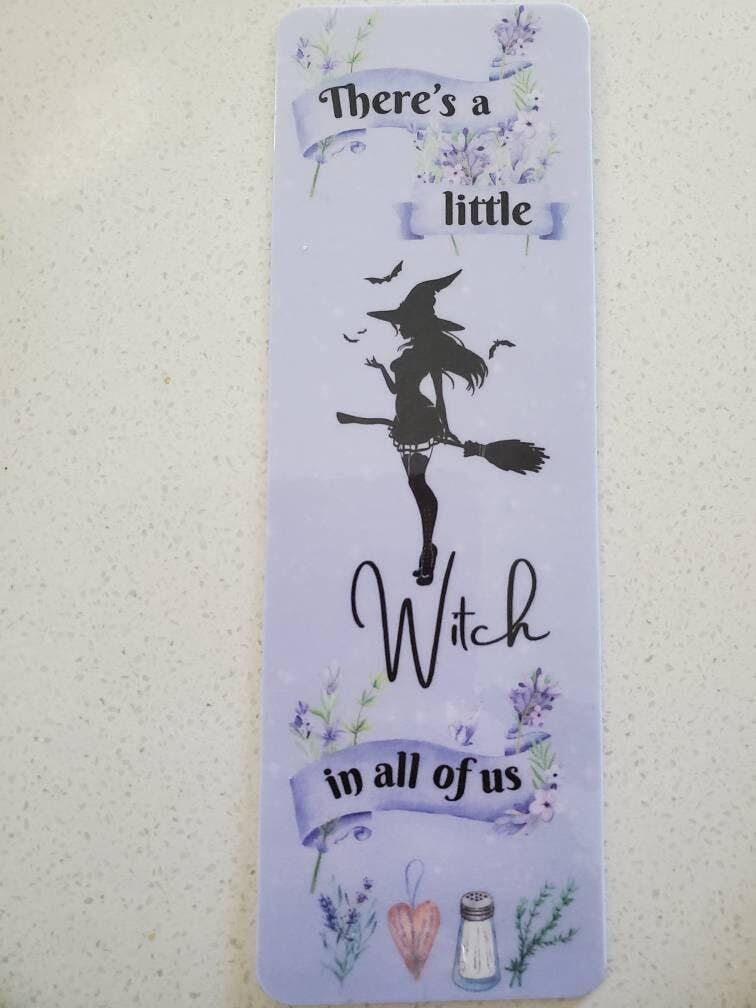 There's a
little
Witch
in all of us